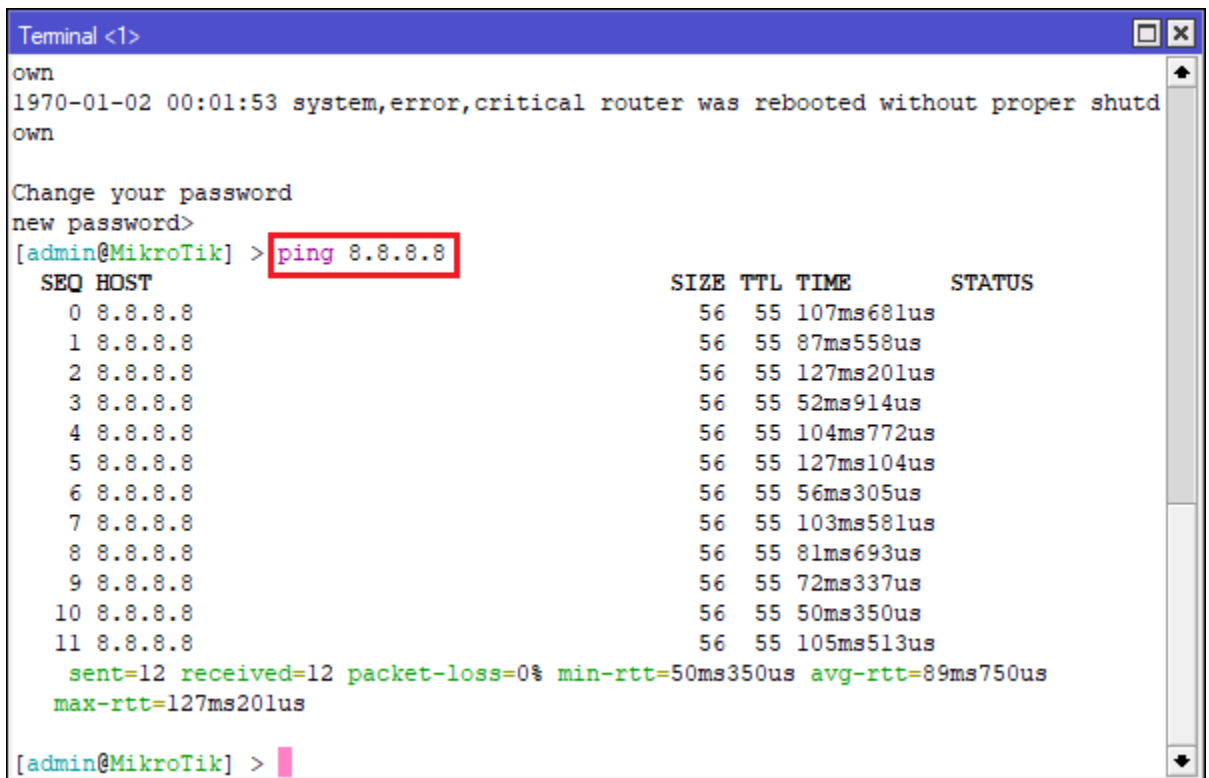 Terminal <1>
own
1970-01-02 00:01:53 system,error,critical router was rebooted without proper shutd
own
Change your password
new password>
[admin@MikroTik] > ping 8.8.8.8
SEQ HOST SIZE TTL TIME STATUS
0 8.8.8.8 56 55 107ms681us
1 8.8.8.8 56 55 87ms558us
2 8.8.8.8 56 55 127ms201us
3 8.8.8.8 56 55 52ms914us
4 8.8.8.8 56 55 104ms772us
5 8.8.8.8 56 55 127ms104us
6 8.8.8.8 56 55 56ms305us
7 8.8.8.8 56 55 103ms581us
8 8.8.8.8 56 55 81ms693us
9 8.8.8.8 56 55 72ms337us
10 8.8.8.8 56 55 50ms350us
11 8.8.8.8 56 55 105ms513us
sent=12 received=12 packet-loss=0% min-rtt=50ms350us avg-rtt=89ms750us
max-rtt=127ms201us
[admin@MikroTik] >